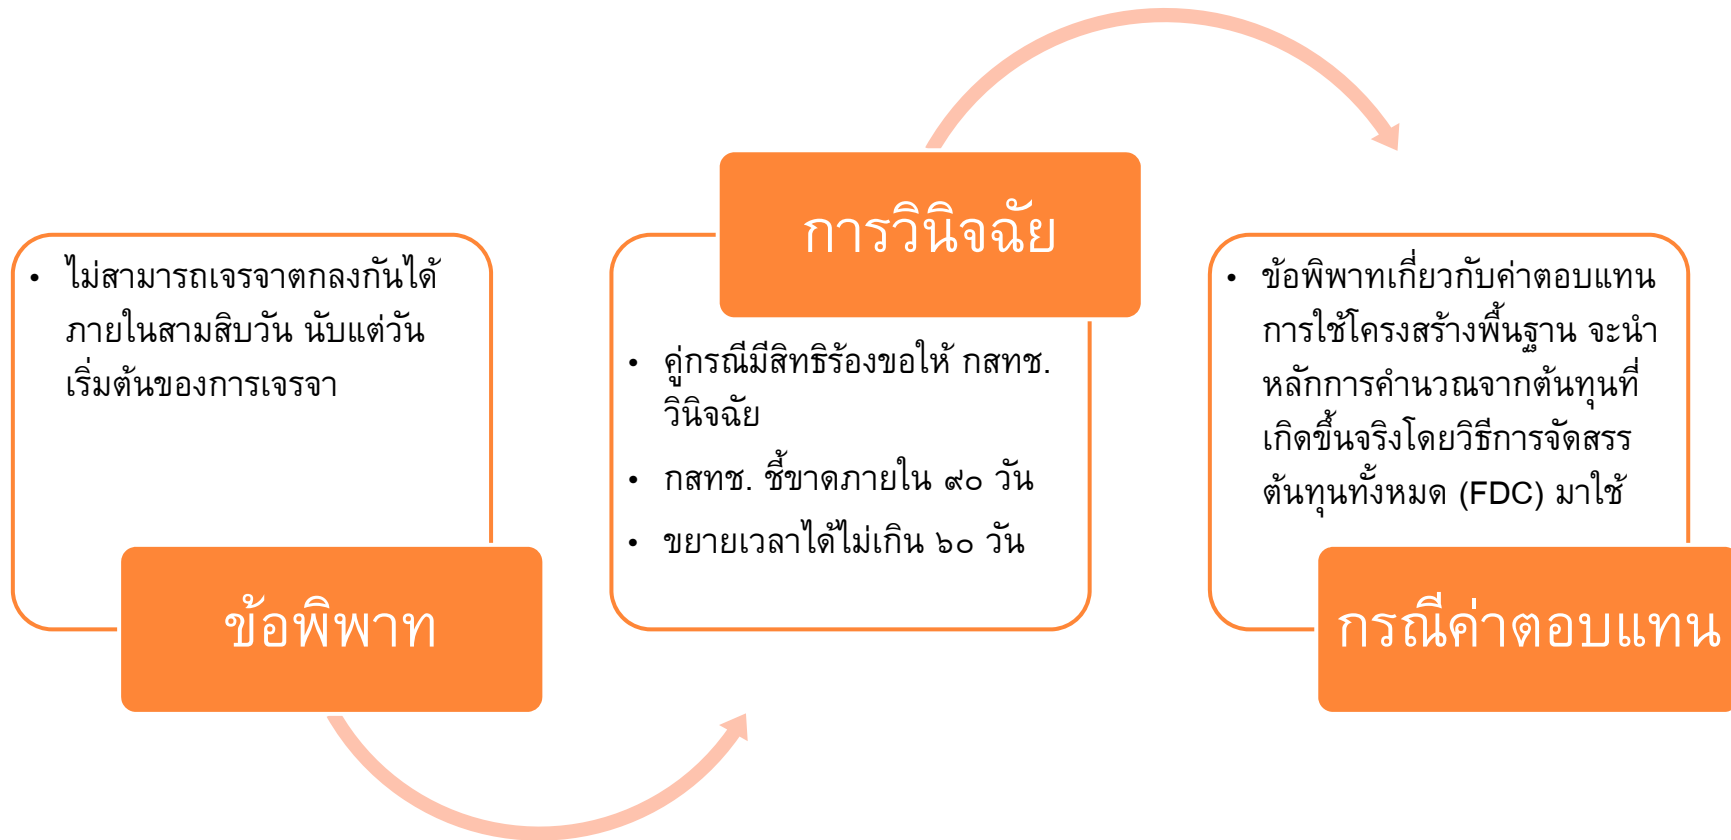 • ไม่สามารถเจรจาตกลงกันได้
ภายในสามสิบวัน นับแต่วัน
เริ่มต้นของการเจรจา
ข้อพิพาท
การวินิจฉัย
• คู่กรณีมีสิทธิร้องขอให้ กสทช.
วินิจฉัย
• กสทช. ชี้ขาดภายใน ๙๐ วัน
• ขยายเวลาได้ไม่เกิน ๖๐ วัน
• ข้อพิพาทเกี่ยวกับค่าตอบแทน
การใช้โครงสร้างพื้นฐาน จะนำ
หลักการคำนวณจากต้นทุนที่
เกิดขึ้นจริงโดยวิธีการจัดสรร
ต้นทุนทั้งหมด (FDC) มาใช้
กรณีค่าตอบแทน